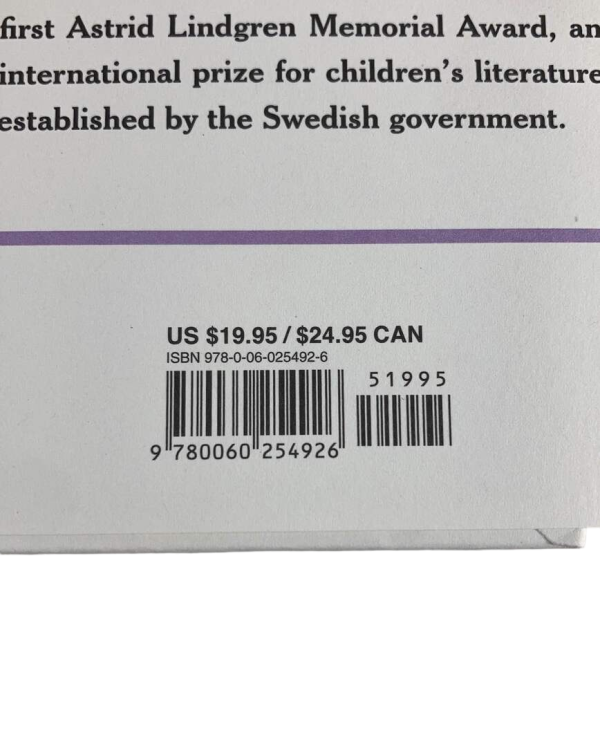 first Astrid Lindgren Memorial Award, an
international prize for children's literature
established by the Swedish government.
US $19.95 / $24.95 CAN
ISBN 978-0-06-025492-6
51995
9 780060 254926